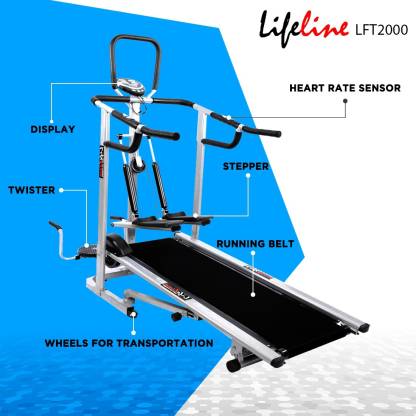 Lifeline LFT2000
HEART RATE SENSOR
DISPLAY
STEPPER
TWISTER
RUNNING BELT
WHEELS FOR TRANSPORTATION